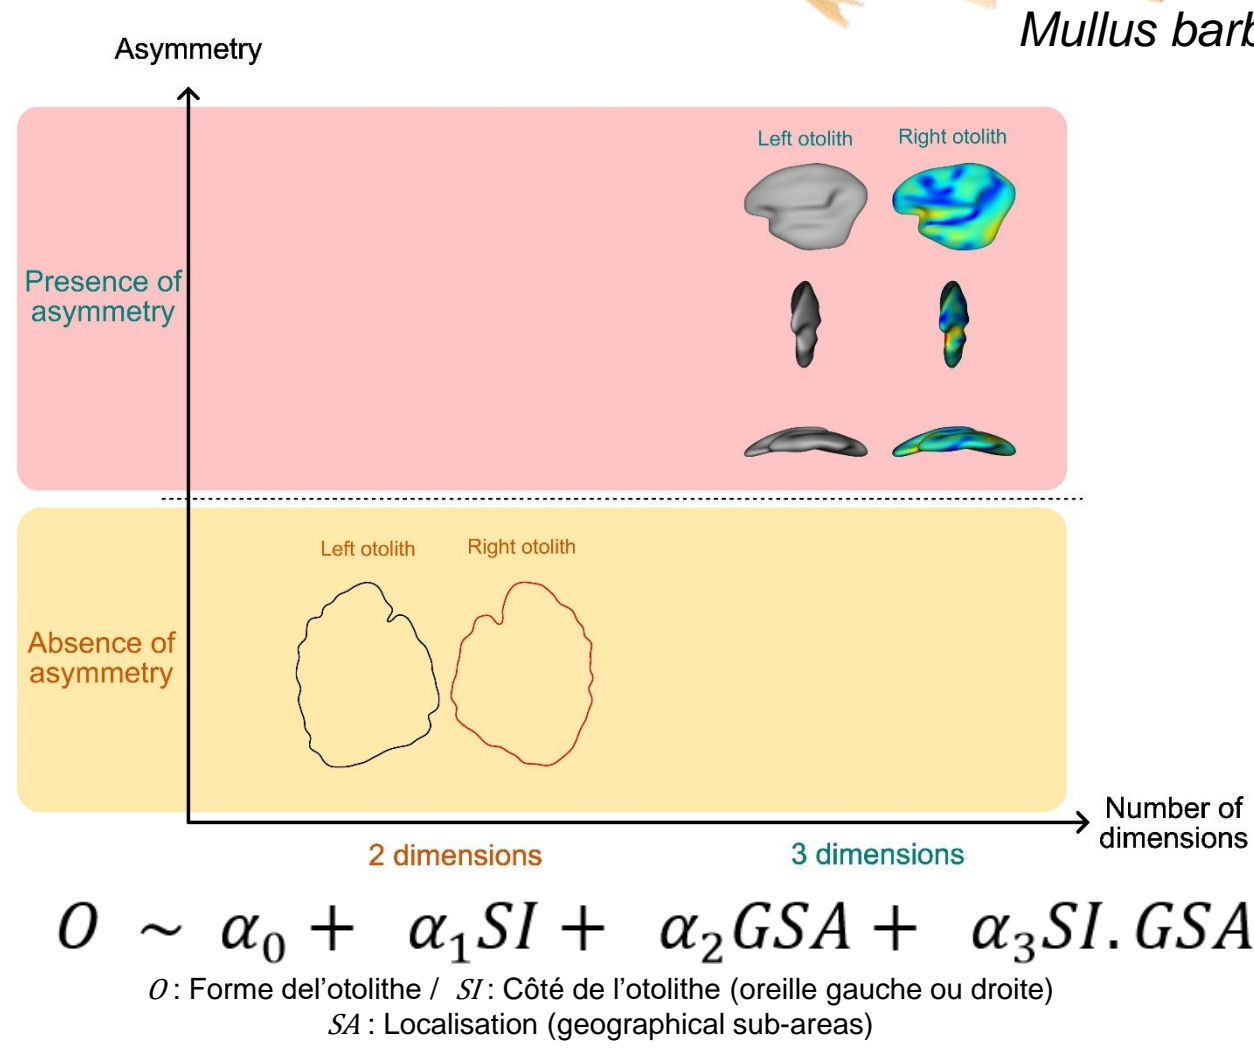 Mullus barb
Asymmetry
Left otolith
Right otolith
Presence of
asymmetry
Left otolith
Right otolith
Absence of
asymmetry
Number of
dimensions
2 dimensions
3 dimensions
O ~ α₀ + α₁SI + α₂GSA + α₃SI.GSA
O : Forme del'otolithe / SI : Côté de l'otolithe (oreille gauche ou droite)
SA : Localisation (geographical sub-areas)